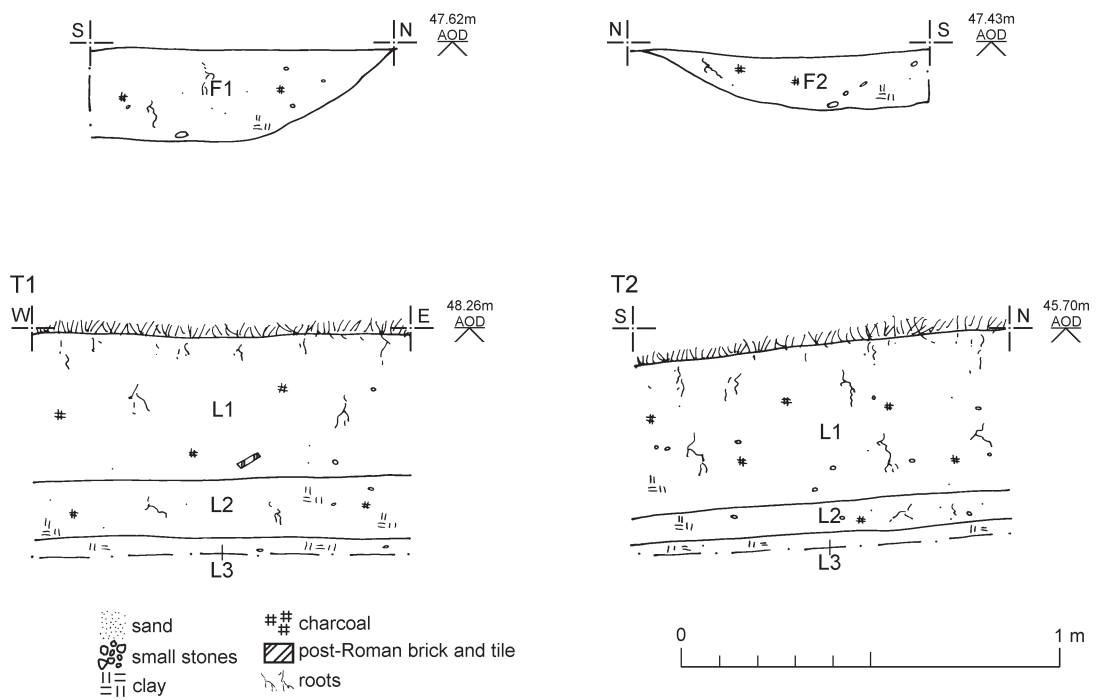 S
N
47.62m
AOD
F1
N
S
47.43m
AOD
F2
T1
W
E
48.26m
AOD
L1
L2
L3
T2
S
N
45.70m
AOD
L1
L2
L3
sand
small stones
clay
charcoal
post-Roman brick and tile
roots
0
1 m